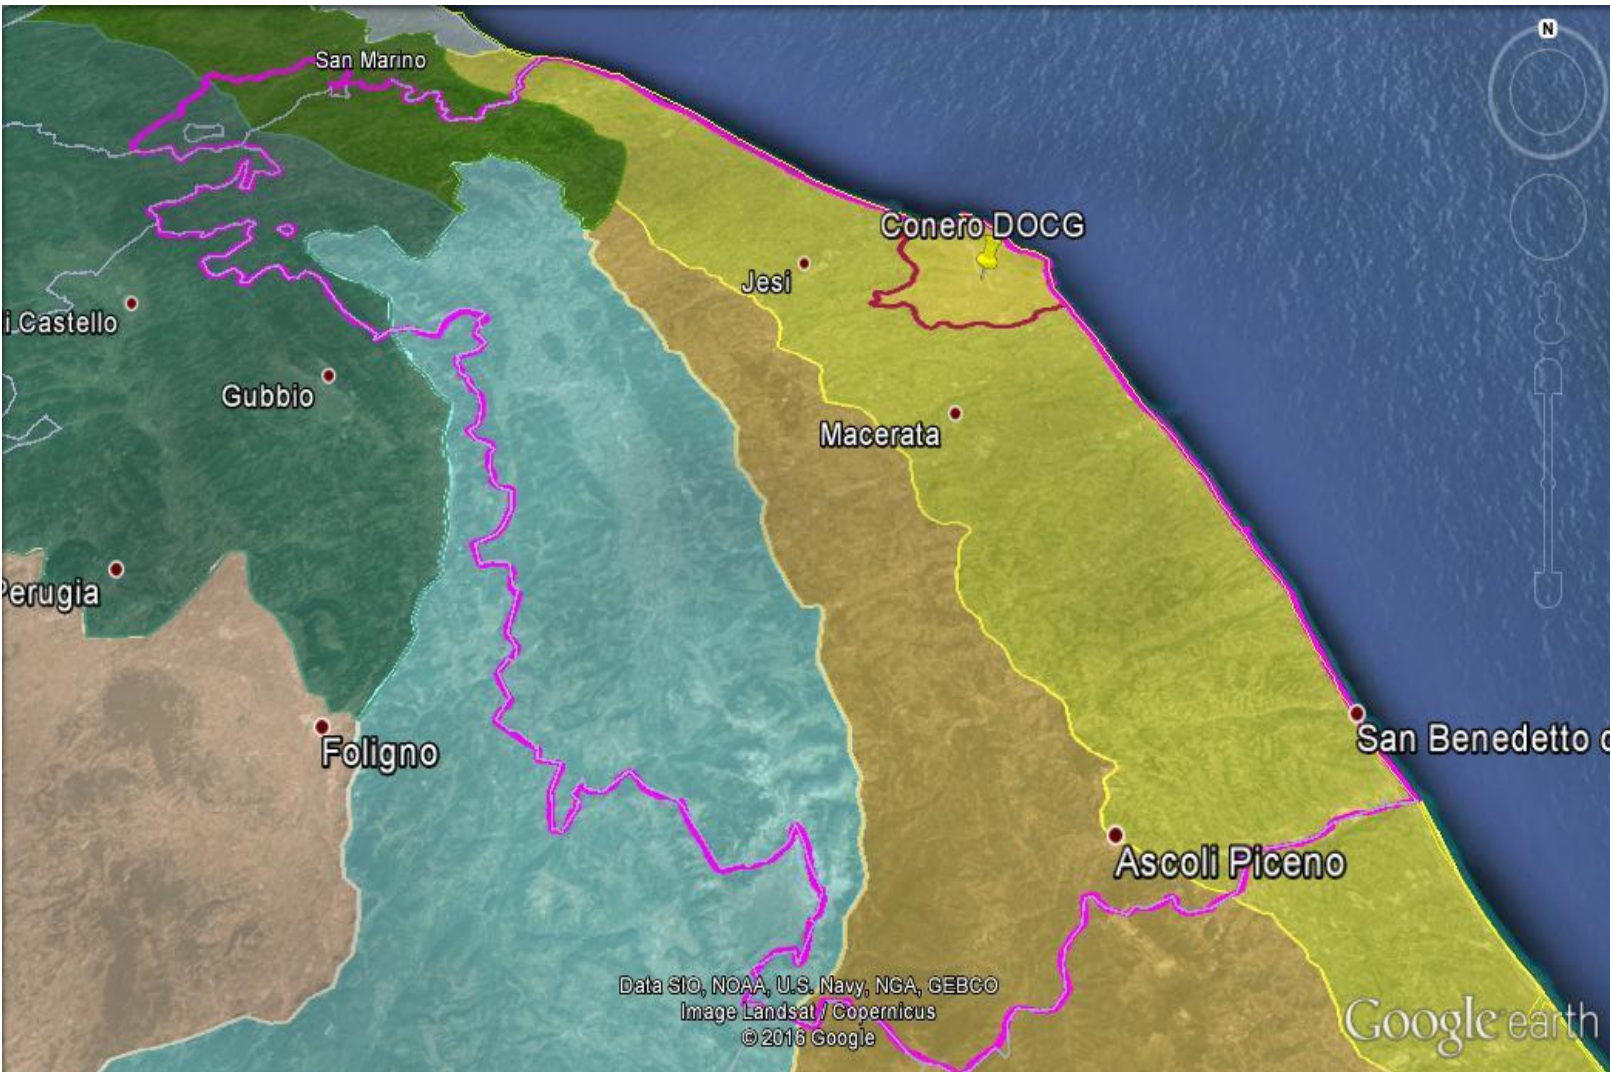 N
San Marino
Conero DOCG
Jesi
i Castello
Gubbio
Macerata
Perugia
San Benedetto d
Foligno
Ascoli Piceno
Data SIO, NOAA, U.S. Navy, NGA, GEBCO
Image Landsat / Copernicus
© 2016 Google
Google earth